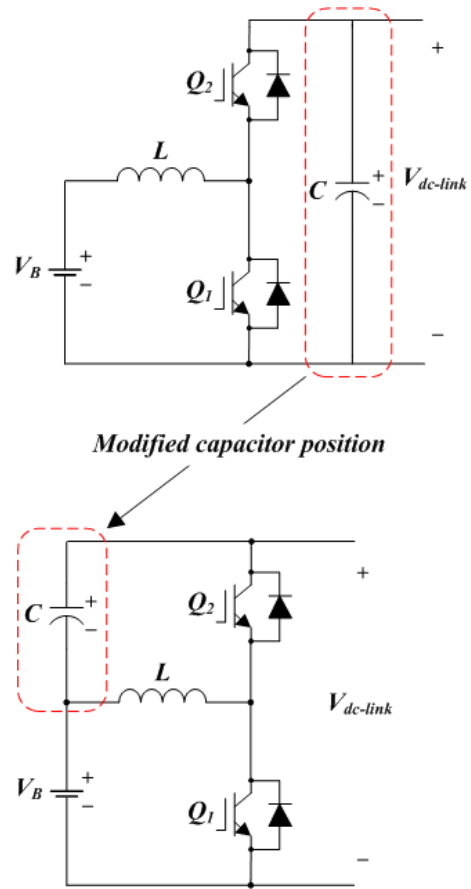 Q2
+
L
C
+
−
Vdc-link
VB
+
−
Q1
−
Modified capacitor position
C
+
−
Q2
+
L
Vdc-link
VB
+
−
Q1
−